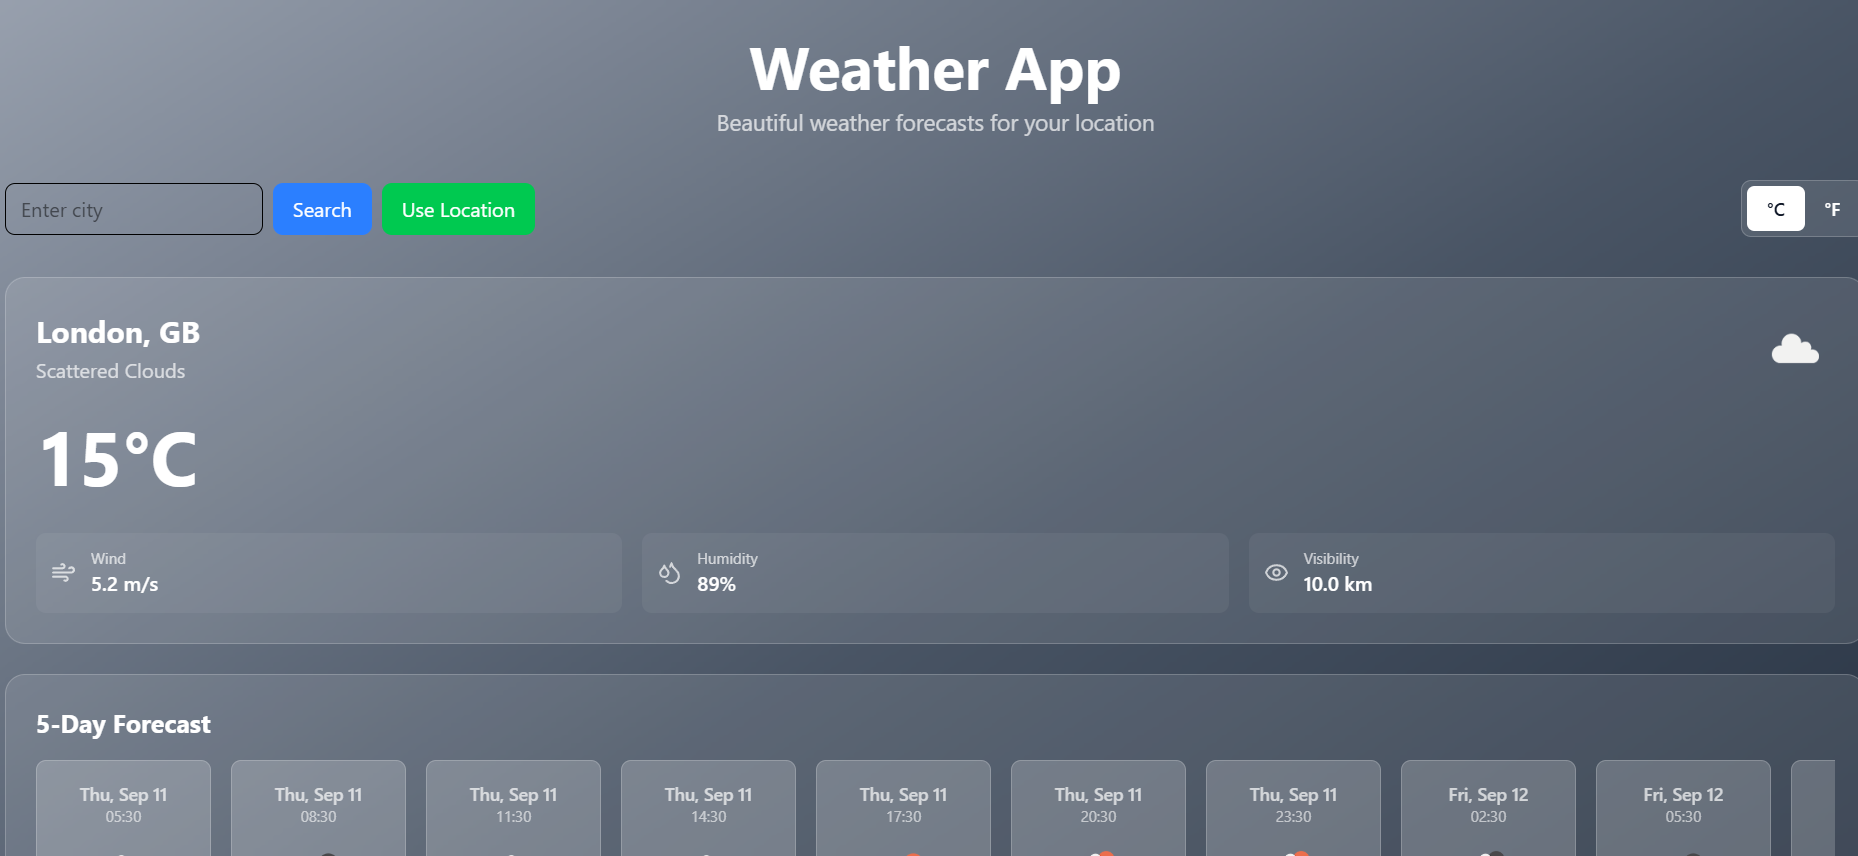 Weather App
Beautiful weather forecasts for your location
Enter city
Search
Use Location
°C
°F
London, GB
Scattered Clouds
15°C
Wind
5.2 m/s
Humidity
89%
Visibility
10.0 km
5-Day Forecast
Thu, Sep 11
05:30
Thu, Sep 11
08:30
Thu, Sep 11
11:30
Thu, Sep 11
14:30
Thu, Sep 11
17:30
Thu, Sep 11
20:30
Thu, Sep 11
23:30
Fri, Sep 12
02:30
Fri, Sep 12
05:30